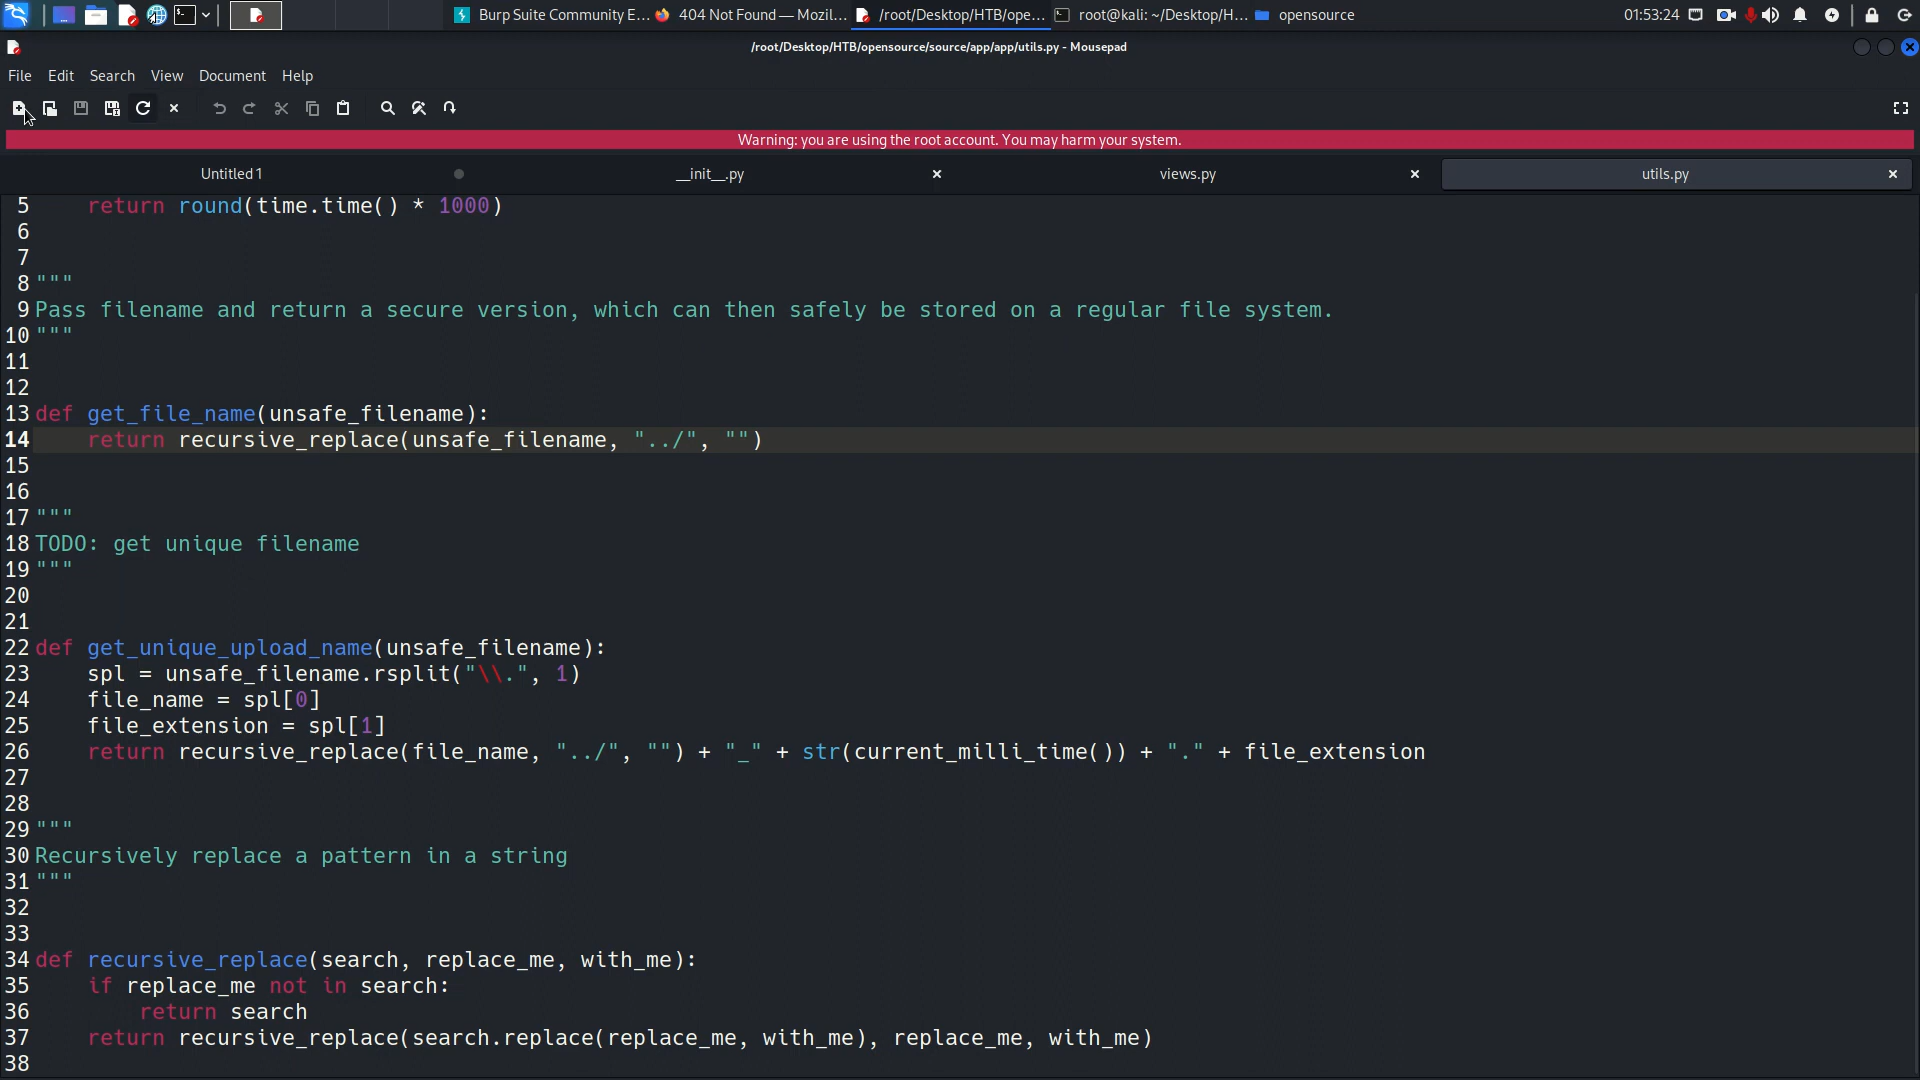 Burp Suite Community E...
404 Not Found — Mozil...
/root/Desktop/HTB/ope...
root@kali: ~/Desktop/H...
opensource
01:53:24
/root/Desktop/HTB/opensource/source/app/app/utils.py - Mousepad
File Edit Search View Document Help
Warning: you are using the root account. You may harm your system.
Untitled 1
__init__.py
views.py
utils.py
5     return round(time.time() * 1000)
6
7
8 """
9 Pass filename and return a secure version, which can then safely be stored on a regular file system.
10 """
11
12
13 def get_file_name(unsafe_filename):
14     return recursive_replace(unsafe_filename, "../", "")
15
16
17 """
18 TODO: get unique filename
19 """
20
21
22 def get_unique_upload_name(unsafe_filename):
23     spl = unsafe_filename.rsplit("\\.", 1)
24     file_name = spl[0]
25     file_extension = spl[1]
26     return recursive_replace(file_name, "../", "") + "_" + str(current_milli_time()) + "." + file_extension
27
28
29 """
30 Recursively replace a pattern in a string
31 """
32
33
34 def recursive_replace(search, replace_me, with_me):
35     if replace_me not in search:
36         return search
37     return recursive_replace(search.replace(replace_me, with_me), replace_me, with_me)
38